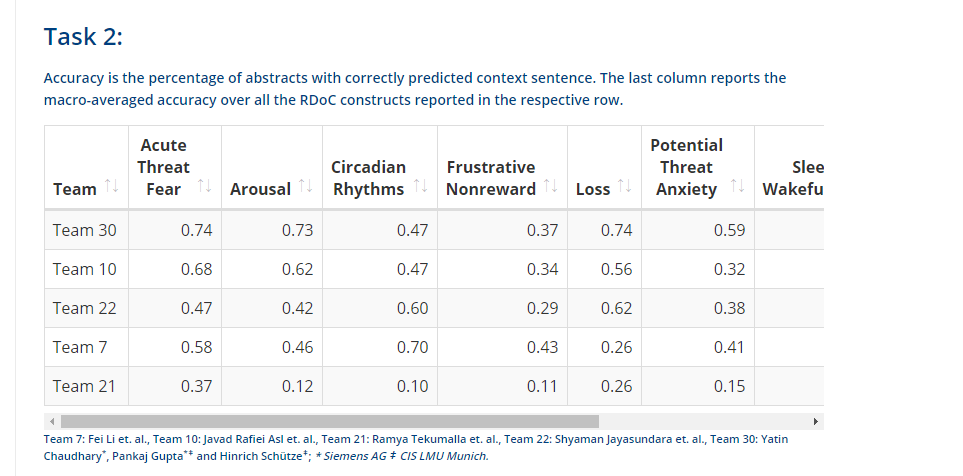 Task 2:
Accuracy is the percentage of abstracts with correctly predicted context sentence. The last column reports the
macro-averaged accuracy over all the RDoC constructs reported in the respective row.
Team Acute Threat Fear Arousal Circadian Rhythms Frustrative Nonreward Loss Potential Threat Anxiety Slee Wakefu
Team 30 0.74 0.73 0.47 0.37 0.74 0.59
Team 10 0.68 0.62 0.47 0.34 0.56 0.32
Team 22 0.47 0.42 0.60 0.29 0.62 0.38
Team 7 0.58 0.46 0.70 0.43 0.26 0.41
Team 21 0.37 0.12 0.10 0.11 0.26 0.15
Team 7: Fei Li et. al., Team 10: Javad Rafiei Asl et. al., Team 21: Ramya Tekumalla et. al., Team 22: Shyaman Jayasundara et. al., Team 30: Yatin
Chaudhary*, Pankaj Gupta*‡ and Hinrich Schütze‡; * Siemens AG ‡ CIS LMU Munich.